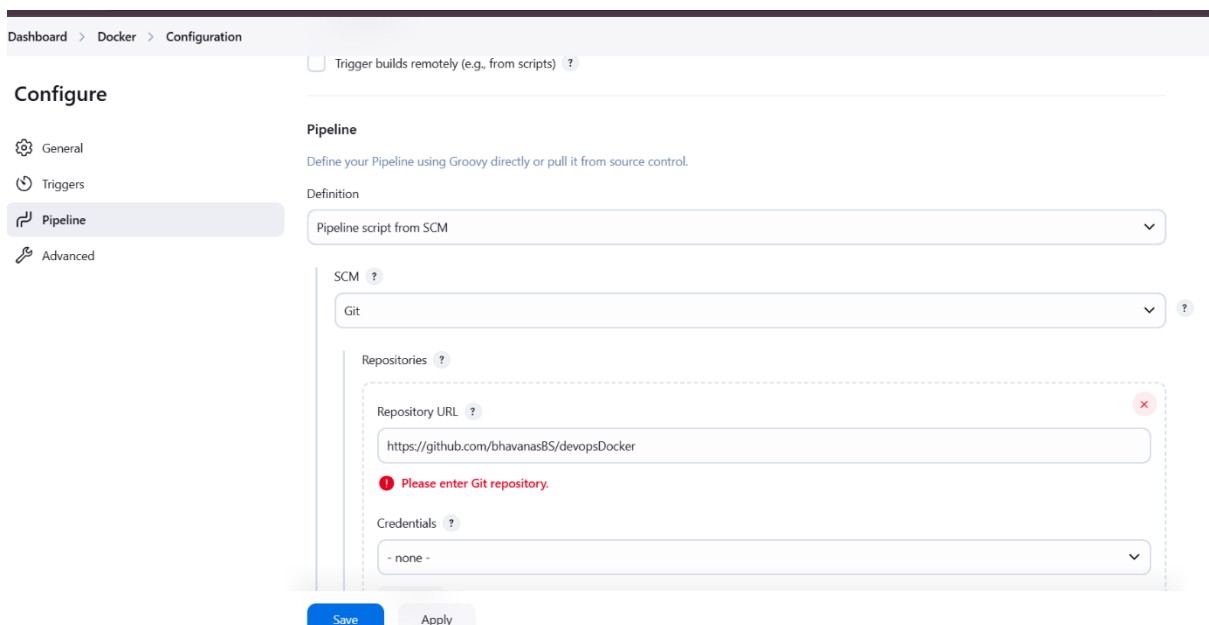 Dashboard > Docker > Configuration
Trigger builds remotely (e.g., from scripts) ?
Configure
General
Triggers
Pipeline
Advanced
Pipeline
Define your Pipeline using Groovy directly or pull it from source control.
Definition
Pipeline script from SCM
SCM ?
Git
?
Repositories ?
Repository URL ?
https://github.com/bhavanasBS/devopsDocker
Please enter Git repository.
Credentials ?
- none -
Save Apply